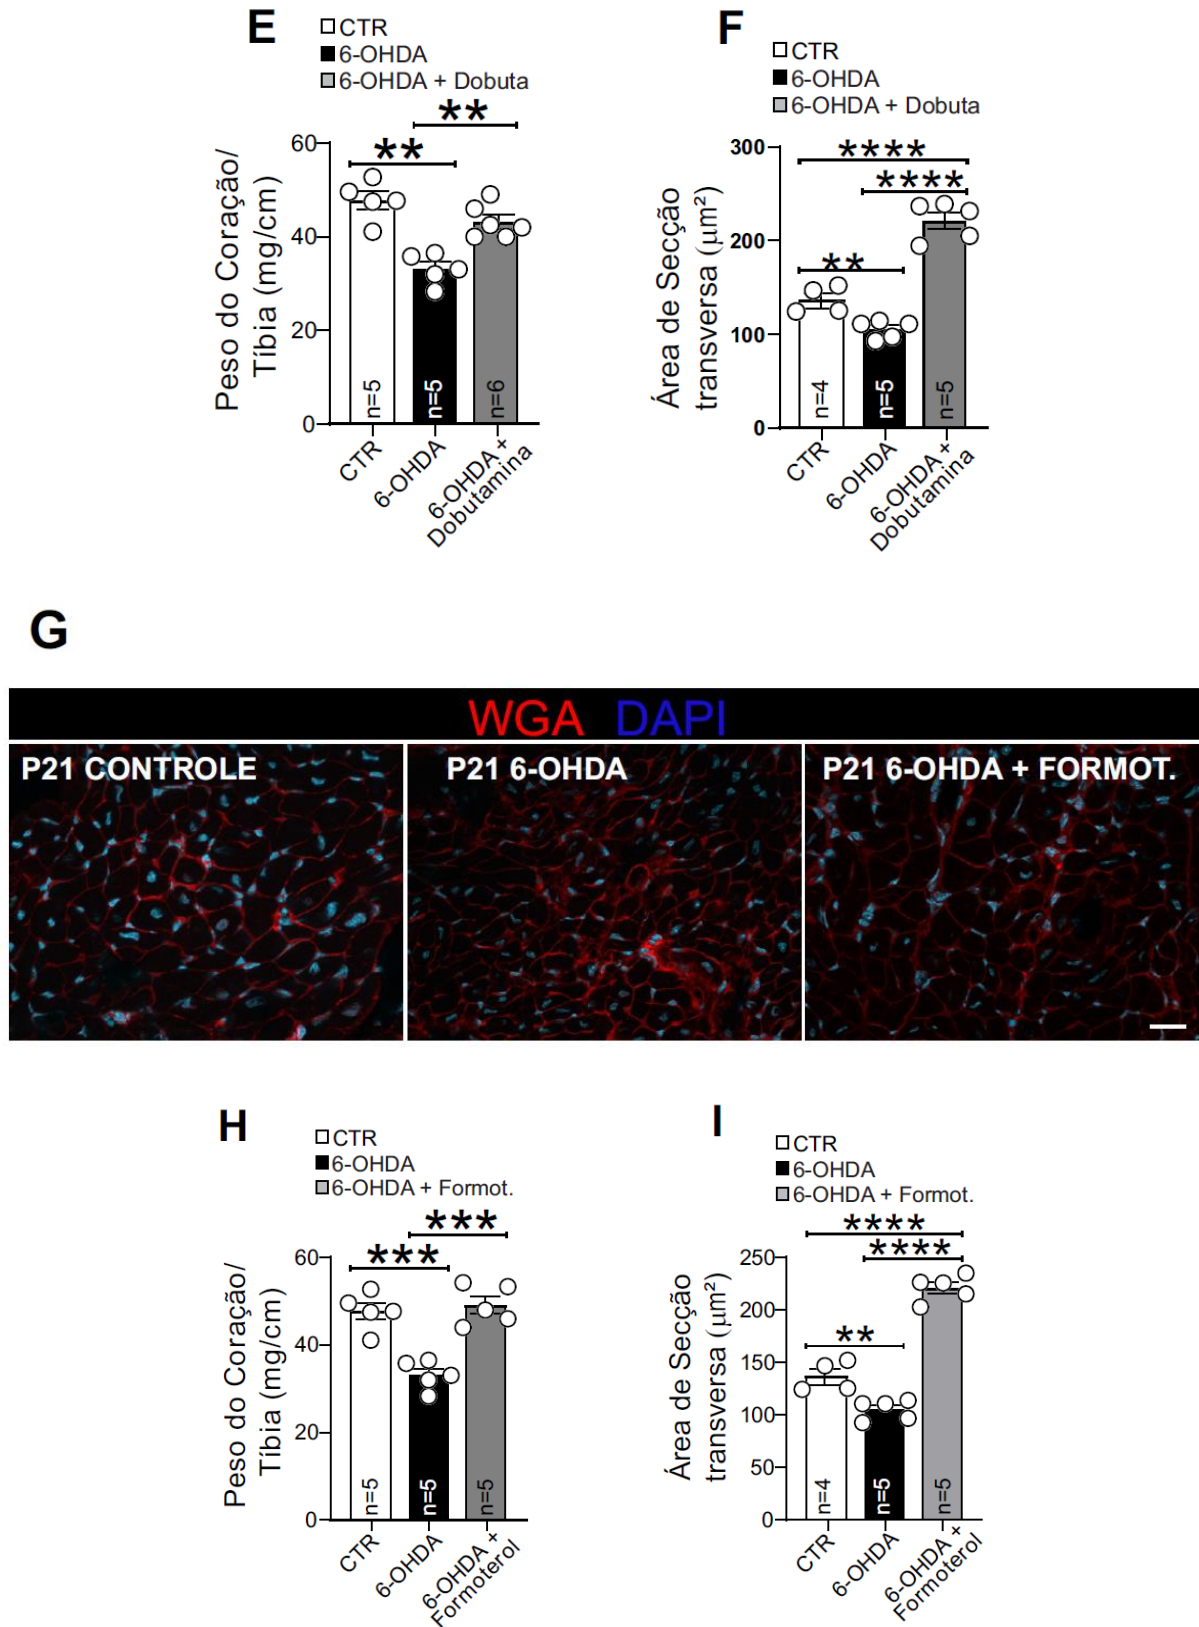 E
CTR
6-OHDA
6-OHDA + Dobuta
**
**
Peso do Coração/
Tíbia (mg/cm)
60
40
20
0
n=5
n=5
n=6
CTR
6-OHDA
6-OHDA +
Dobutamina
F
CTR
6-OHDA
6-OHDA + Dobuta
****
****
**
Área de Secção
transversa (μm²)
300
200
100
0
n=4
n=5
n=5
CTR
6-OHDA
6-OHDA +
Dobutamina
G
WGA DAPI
P21 CONTROLE
P21 6-OHDA
P21 6-OHDA + FORMOT.
H
CTR
6-OHDA
6-OHDA + Formot.
***
***
Peso do Coração/
Tíbia (mg/cm)
60
40
20
0
n=5
n=5
n=5
CTR
6-OHDA
6-OHDA +
Formoterol
I
CTR
6-OHDA
6-OHDA + Formot.
****
****
**
Área de Secção
transversa (μm²)
250
200
150
100
50
0
n=4
n=5
n=5
CTR
6-OHDA
6-OHDA +
Formoterol